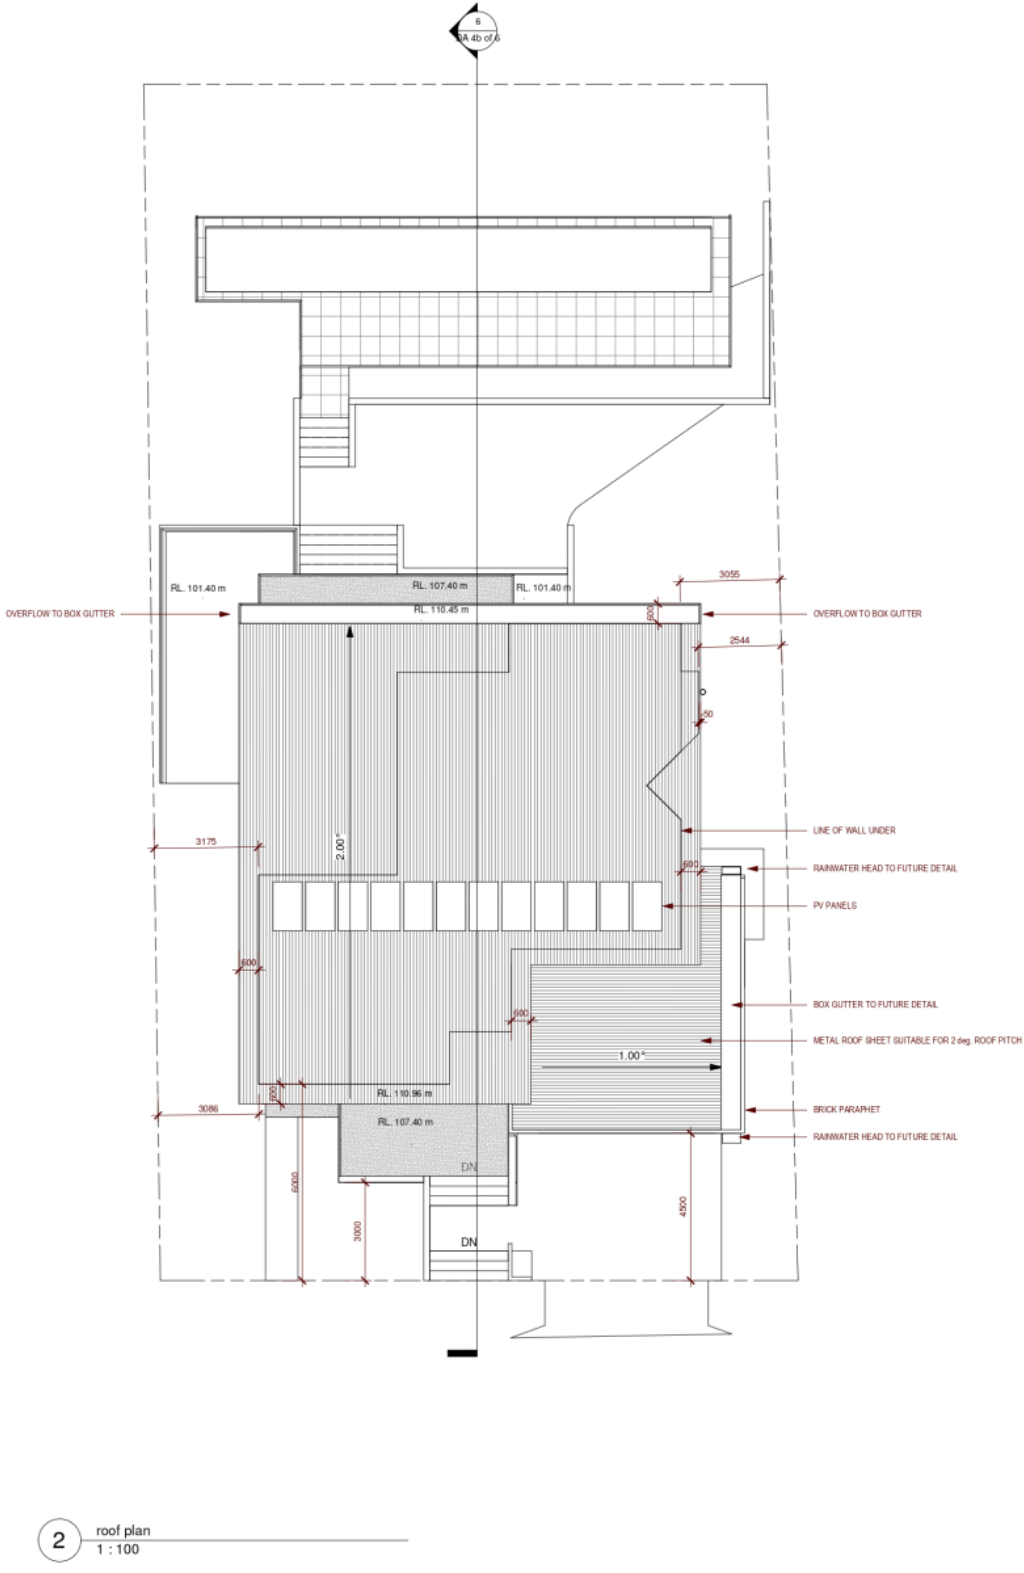 6
DA 4b of 6
3055
RL. 107.40 m
RL. 101.40 m
RL. 101.40 m
OVERFLOW TO BOX GUTTER
RL. 110.45 m
600
OVERFLOW TO BOX GUTTER
2544
50
LINE OF WALL UNDER
3175
2.00°
600
RAINWATER HEAD TO FUTURE DETAIL
PV PANELS
600
BOX GUTTER TO FUTURE DETAIL
600
METAL ROOF SHEET SUITABLE FOR 2 deg. ROOF PITCH
1.00°
600
RL. 110.96 m
3086
BRICK PARAPHET
RL. 107.40 m
RAINWATER HEAD TO FUTURE DETAIL
DN
6000
3000
4500
DN
2
roof plan
1 : 100